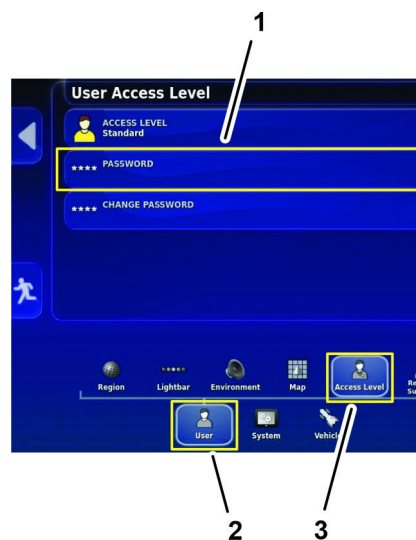 1
User Access Level
ACCESS LEVEL
Standard
**** PASSWORD
**** CHANGE PASSWORD
Region Lightbar Environment Map Access Level
User System
2 3